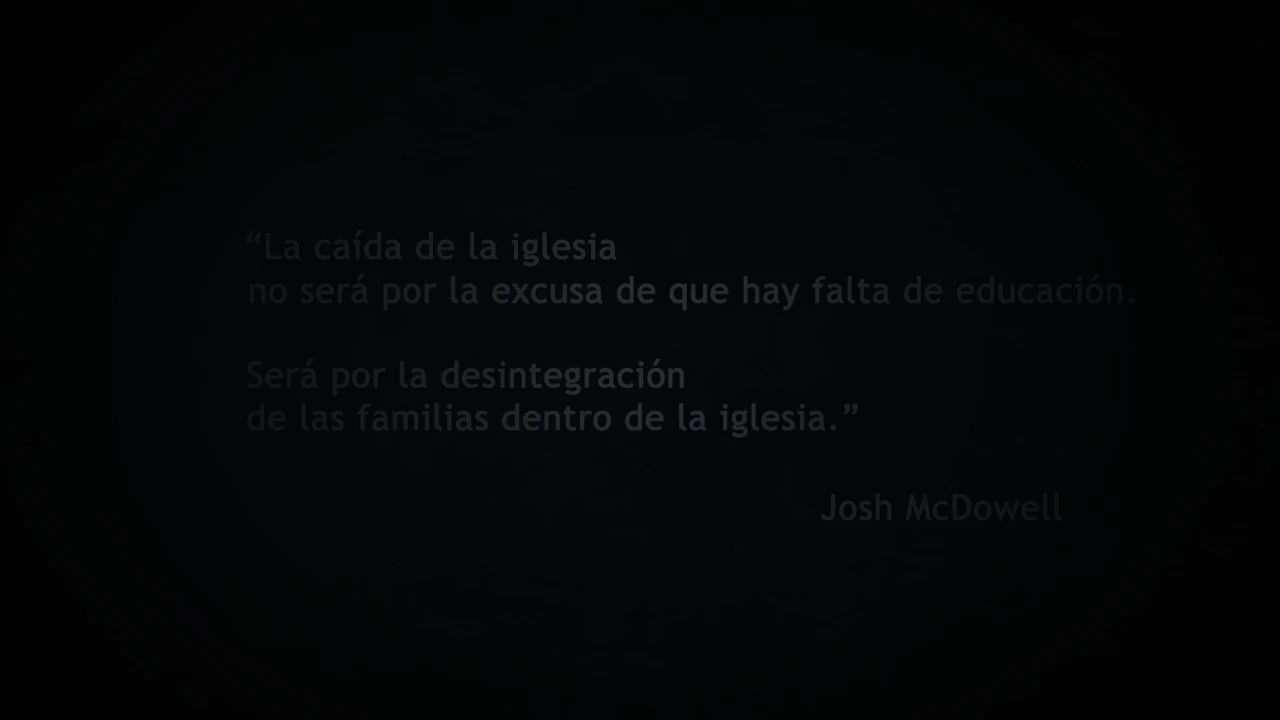 “La caída de la iglesia
no será por la excusa de que hay falta de educación.
Será por la desintegración
de las familias dentro de la iglesia.”
Josh McDowell